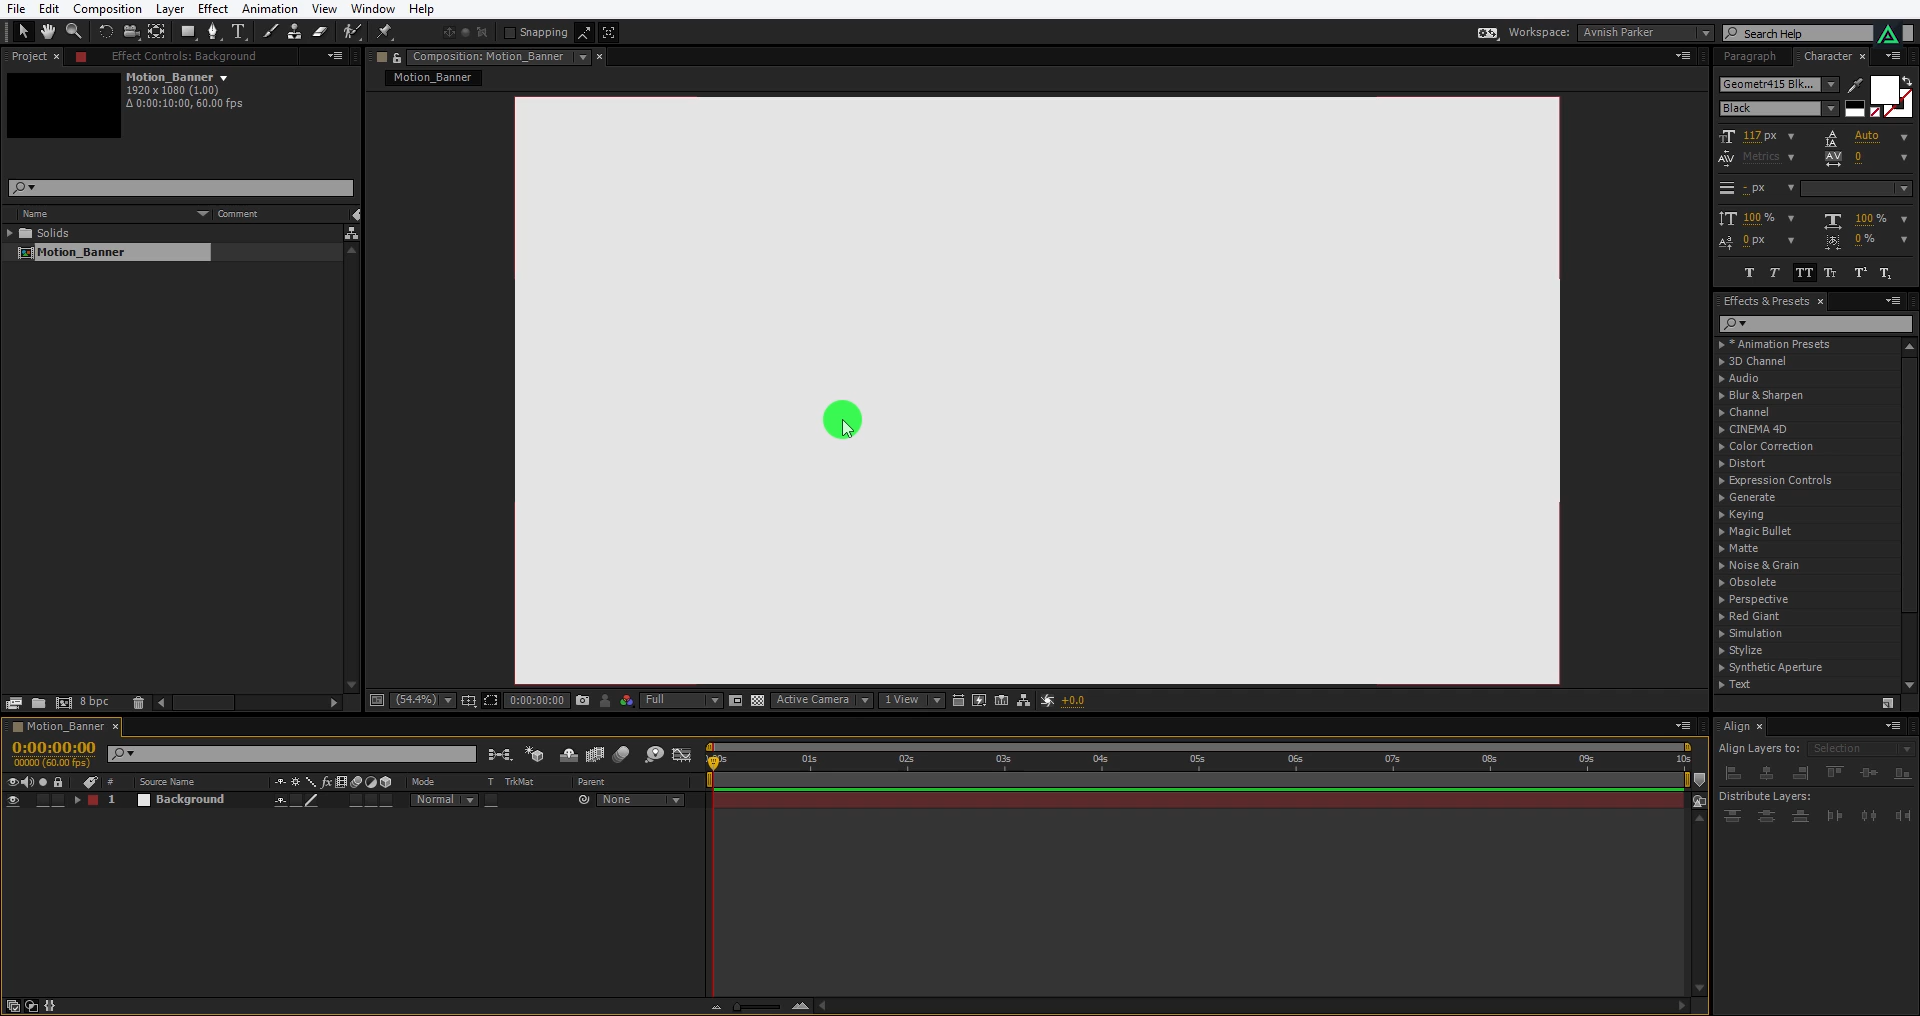 File Edit Composition Layer Effect Animation View Window Help
Snapping
Workspace: Avnish Parker
Search Help
Project × Effect Controls: Background
Motion_Banner
1920 x 1080 (1.00)
Δ 0:00:10:00, 60.00 fps
Name Comment
Solids
Motion_Banner
8 bpc
Composition: Motion_Banner ×
Motion_Banner
(54.4%) 0:00:00:00 Full Active Camera 1 View +0.0
Paragraph Character ×
Geometr415 Blk...
Black
117 px Auto
Metrics 0
- px
100 % 100 %
0 px 0 %
T T TT Tt T¹ T₁
Effects & Presets ×
* Animation Presets
3D Channel
Audio
Blur & Sharpen
Channel
CINEMA 4D
Color Correction
Distort
Expression Controls
Generate
Keying
Magic Bullet
Matte
Noise & Grain
Obsolete
Perspective
Red Giant
Simulation
Stylize
Synthetic Aperture
Text
Motion_Banner ×
0:00:00:00
00000 (60.00 fps)
# Source Name fx Mode T TrkMat Parent
1 Background Normal None
01s 02s 03s 04s 05s 06s 07s 08s 09s 10s
Align ×
Align Layers to: Selection
Distribute Layers: